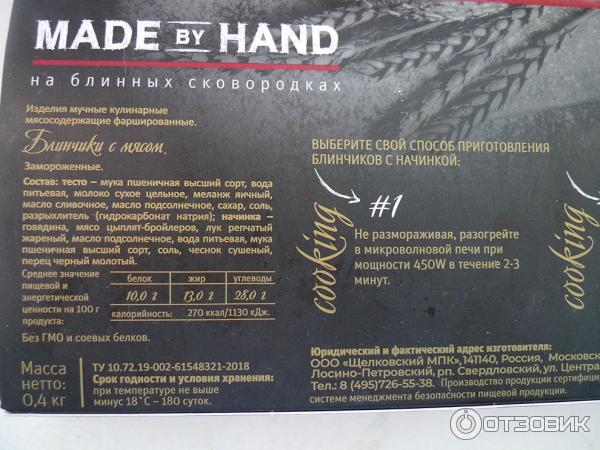 MADE BY HAND
на блинных сковородках
Изделия мучные кулинарные
мясосодержащие фаршированные.
Блинчики с мясом.
Замороженные.
Состав: тесто – мука пшеничная высший сорт, вода
питьевая, молоко сухое цельное, меланж яичный,
масло сливочное, масло подсолнечное, сахар, соль,
разрыхлитель (гидрокарбонат натрия); начинка –
говядина, мясо цыплят-бройлеров, лук репчатый
жареный, масло подсолнечное, вода питьевая, мука
пшеничная высший сорт, соль, чеснок сушеный,
перец черный молотый.
Среднее значение
пищевой и
энергетической
ценности на 100 г
продукта:
белок жир углеводы
10,0 г 13,0 г 28,0 г
калорийность: 270 ккал/1130 кДж.
Без ГМО и соевых белков.
Масса
нетто:
0,4 кг
ТУ 10.72.19-002-61548321-2018
Срок годности и условия хранения:
при температуре не выше
минус 18°С – 180 суток.
ВЫБЕРИТЕ СВОЙ СПОСОБ ПРИГОТОВЛЕНИЯ
БЛИНЧИКОВ С НАЧИНКОЙ:
cooking
#1
Не размораживая, разогрейте
в микроволновой печи при
мощности 450W в течение 2-3
минут.
Юридический и фактический адрес изготовителя:
ООО «Щелковский МПК», 141140, Россия, Московск
Лосино-Петровский, рп. Свердловский, ул. Центра
Тел.: 8 (495)726-55-38. Производство продукции сертифици
системе менеджмента безопасности пищевой продукции.
ОТЗОВИК